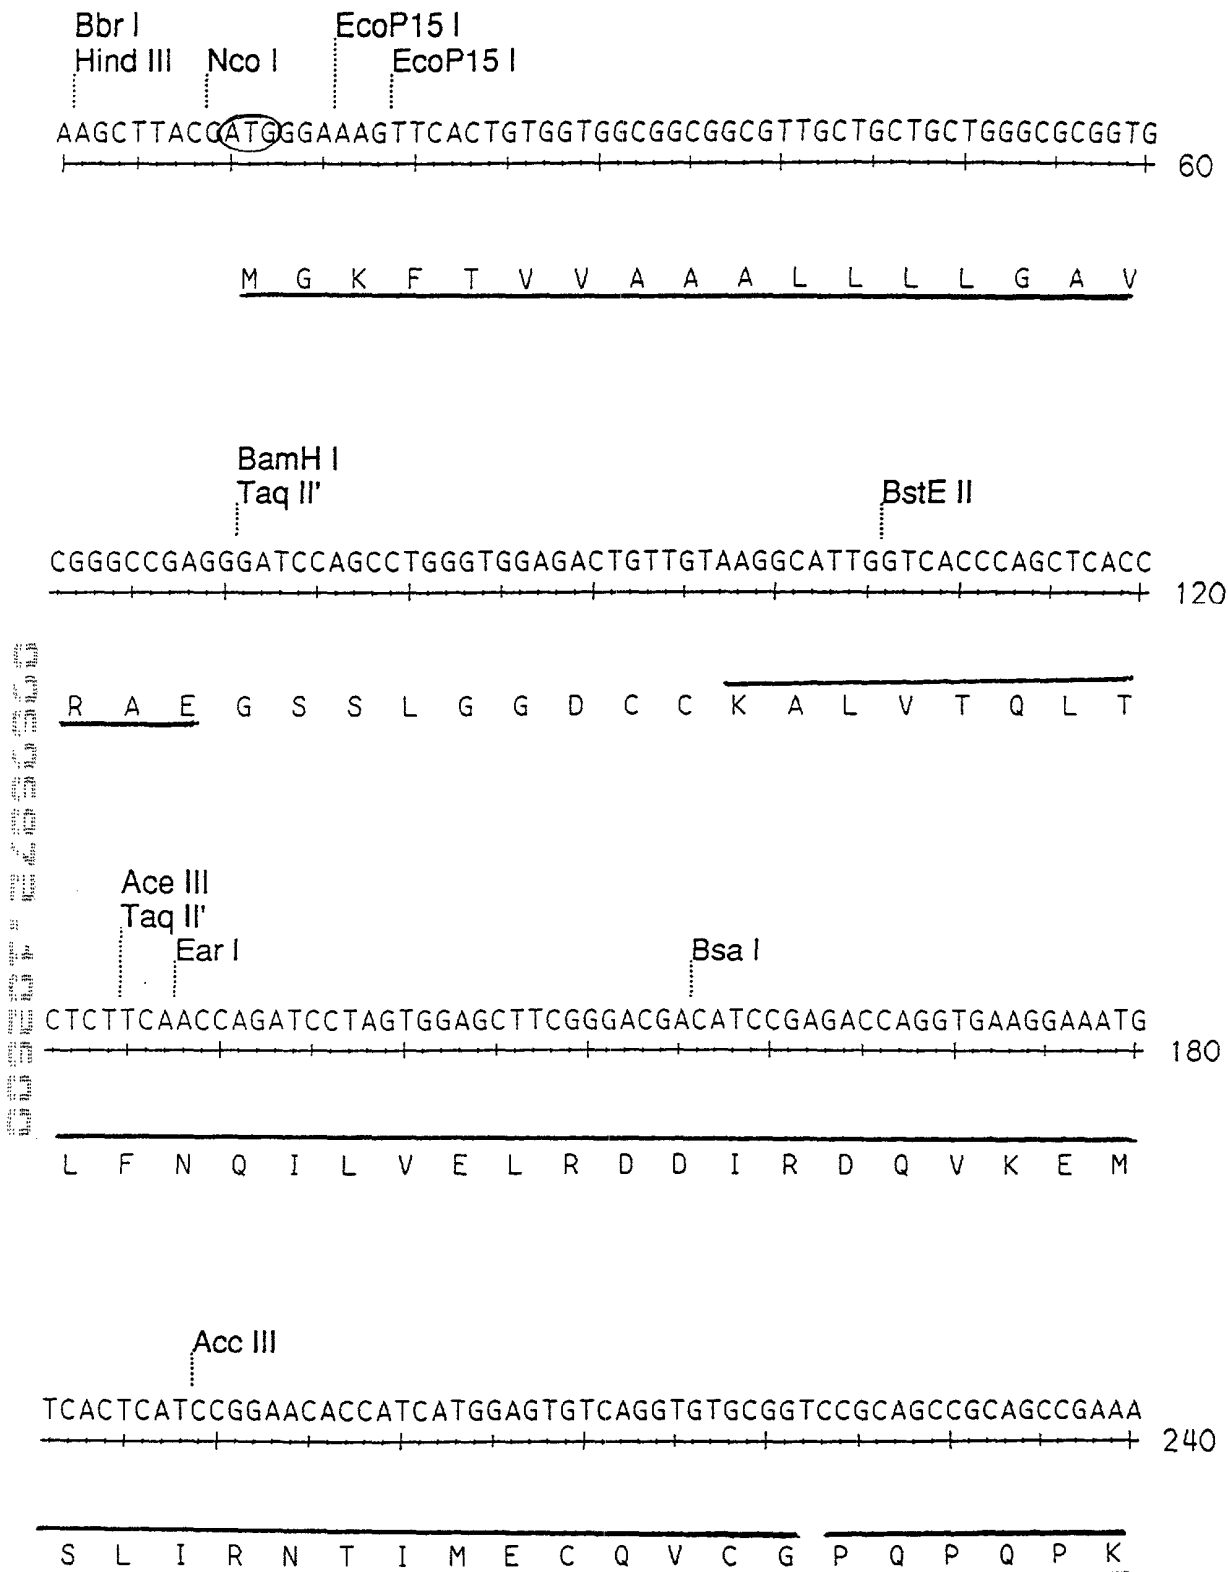 Bbr I EcoP15 I
Hind III Nco I EcoP15 I
AAGCTTACCATGGGAAAGTTCACTGTGGTGGCGGCGGCGTTGCTGCTGCTGGGCGCGGTG
60
M G K F T V V A A A L L L L G A V
BamH I
Taq II' BstE II
CGGGCCGAGGGATCCAGCCTGGGTGGAGACTGTTGTAAGGCATTGGTCACCCAGCTCACC
120
R A E G S S L G G D C C K A L V T Q L T
Ace III
Taq II'
Ear I Bsa I
CTCTTCAACCAGATCCTAGTGGAGCTTCGGGACGACATCCGAGACCAGGTGAAGGAAATG
180
L F N Q I L V E L R D D I R D Q V K E M
Acc III
TCACTCATCCGGAACACCATCATGGAGTGTCAGGTGTGCGGTCCGCAGCCGCAGCCGAAA
240
S L I R N T I M E C Q V C G P Q P Q P K